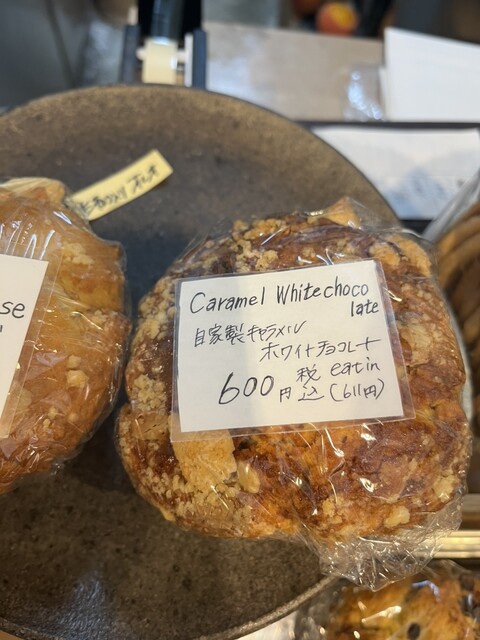 Caramel Whitechoco
late
自家製キャラメル
ホワイトチョコレート
600円 税込 eatin
(611円)
se